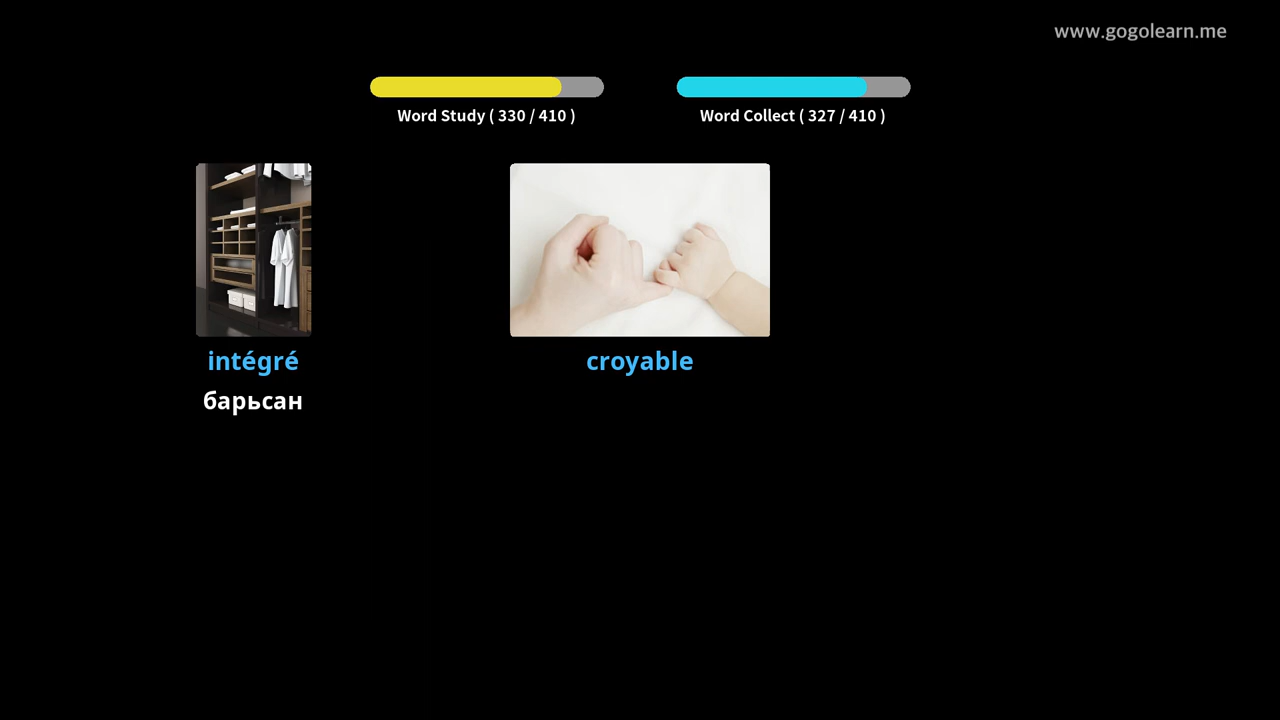 www.gogolearn.me
Word Study ( 330 / 410 )
Word Collect ( 327 / 410 )
intégré
croyable
барьсан